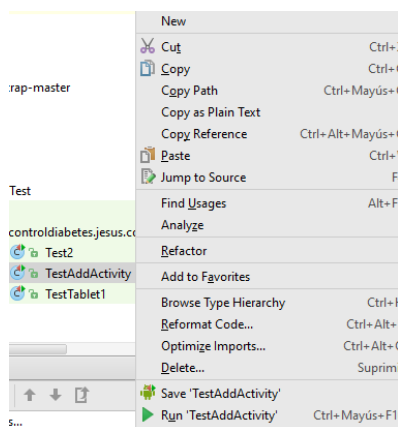 New
Cut Ctrl+
Copy Ctrl+
:rap-master
Copy Path Ctrl+Mayús+
Copy as Plain Text
Copy Reference Ctrl+Alt+Mayús+
Paste Ctrl+
Jump to Source F
Test
Find Usages Alt+F
Analyze
controldiabetes.jesus.co
Test2
Refactor
TestAddActivity
Add to Favorites
TestTablet1
Browse Type Hierarchy Ctrl+
Reformat Code... Ctrl+Alt+
Optimize Imports... Ctrl+Alt+
Delete... Suprim
Save 'TestAddActivity'
Run 'TestAddActivity' Ctrl+Mayús+F1
s...